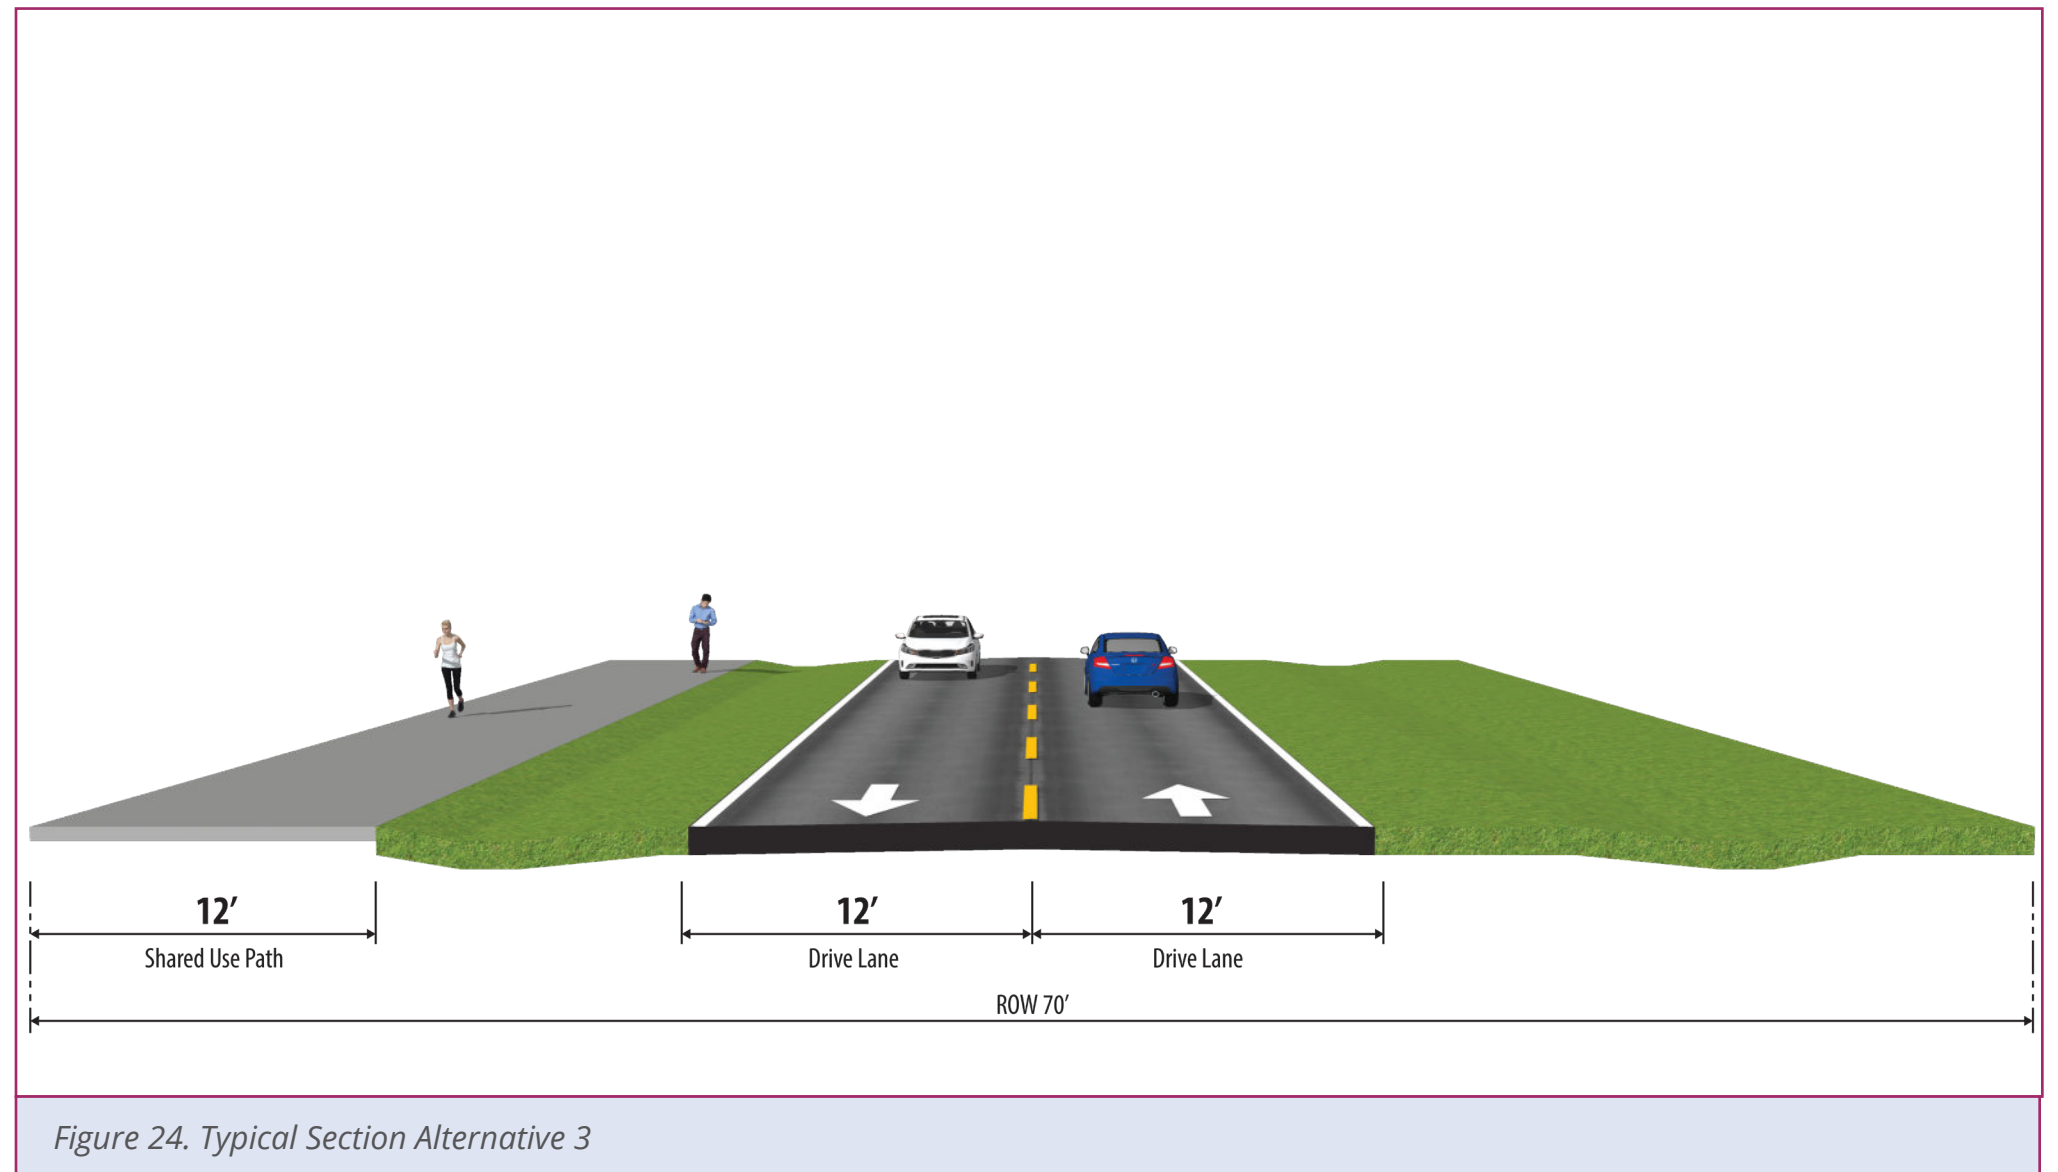 12’ 12’ 12’
Shared Use Path Drive Lane Drive Lane
ROW 70’
Figure 24. Typical Section Alternative 3